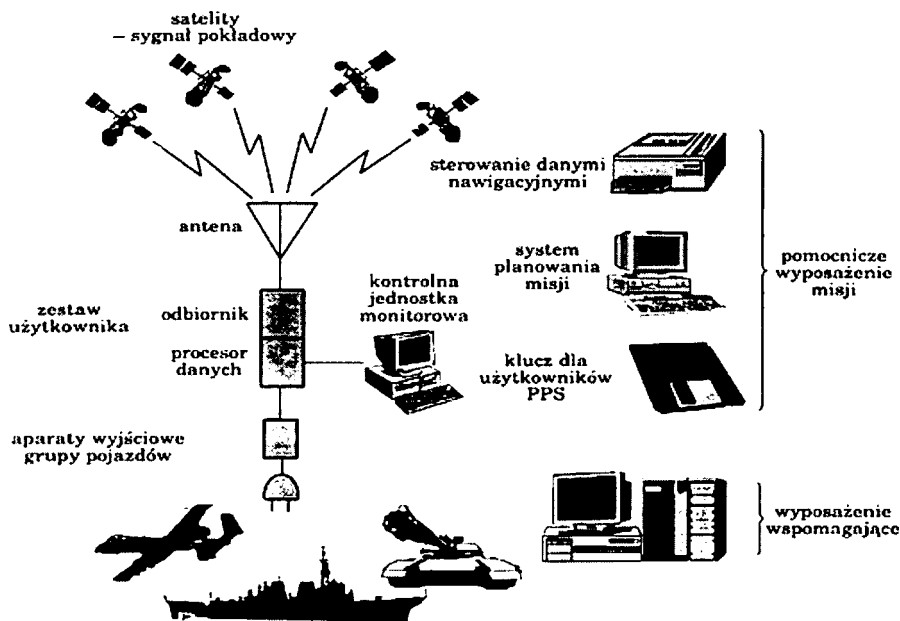 satelity
– sygnał pokładowy
sterowanie danymi
nawigacyjnymi
antena
system
planowania
misji
pomocnicze
wyposażenie
misji
kontrolna
jednostka
monitorowa
zestaw
użytkownika
odbiornik
procesor
danych
klucz dla
użytkowników
PPS
aparaty wyjściowe
grupy pojazdów
wyposażenie
wspomagające